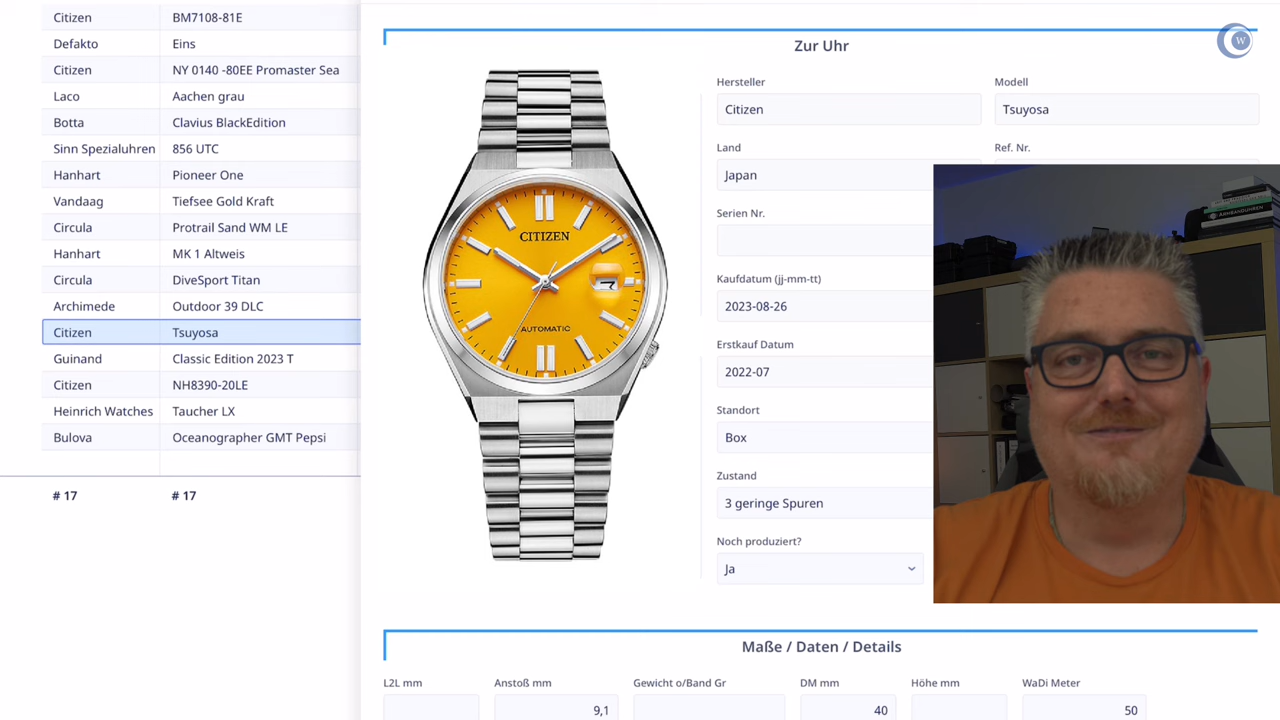 Citizen BM7108-81E
Defakto Eins
Citizen NY 0140 -80EE Promaster Sea
Laco Aachen grau
Botta Clavius BlackEdition
Sinn Spezialuhren 856 UTC
Hanhart Pioneer One
Vandaag Tiefsee Gold Kraft
Circula Protrail Sand WM LE
Hanhart MK 1 Altweis
Circula DiveSport Titan
Archimede Outdoor 39 DLC
Citizen Tsuyosa
Guinand Classic Edition 2023 T
Citizen NH8390-20LE
Heinrich Watches Taucher LX
Bulova Oceanographer GMT Pepsi
# 17 # 17
Zur Uhr
W
CITIZEN
AUTOMATIC
7
Hersteller Modell
Citizen Tsuyosa
Land Ref. Nr.
Japan
Serien Nr.
Kaufdatum (jj-mm-tt)
2023-08-26
Erstkauf Datum
2022-07
Standort
Box
Zustand
3 geringe Spuren
Noch produziert?
Ja
ARMBANDUHREN
Maße / Daten / Details
L2L mm Anstoß mm Gewicht o/Band Gr DM mm Höhe mm WaDi Meter
9,1 40 50